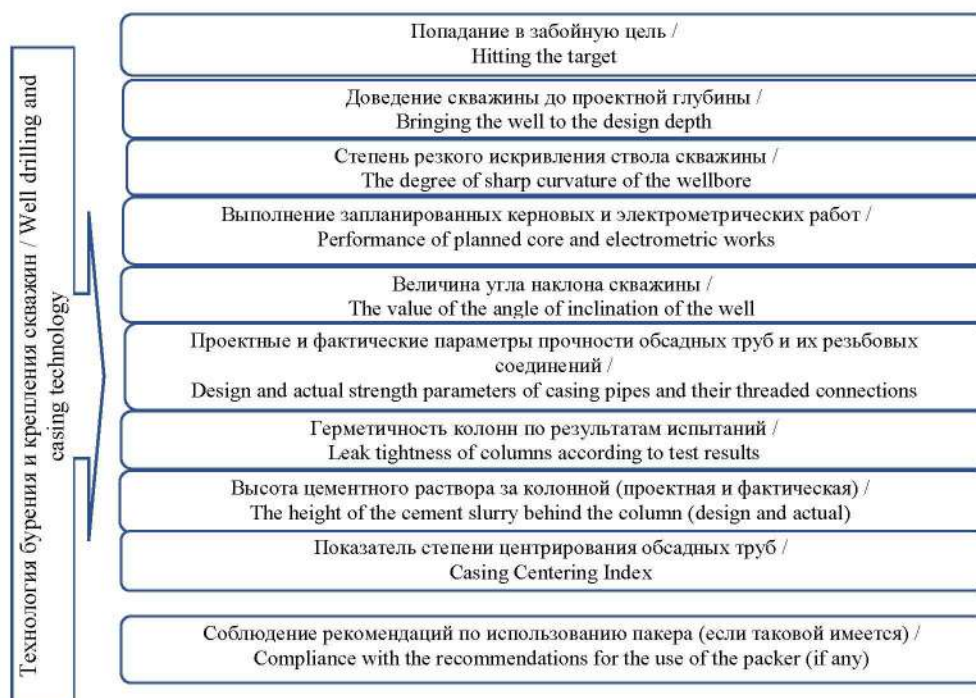 Технология бурения и крепления скважин / Well drilling and
casing technology
Попадание в забойную цель /
Hitting the target
Доведение скважины до проектной глубины /
Bringing the well to the design depth
Степень резкого искривления ствола скважины /
The degree of sharp curvature of the wellbore
Выполнение запланированных керновых и электрометрических работ /
Performance of planned core and electrometric works
Величина угла наклона скважины /
The value of the angle of inclination of the well
Проектные и фактические параметры прочности обсадных труб и их резьбовых
соединений /
Design and actual strength parameters of casing pipes and their threaded connections
Герметичность колонн по результатам испытаний /
Leak tightness of columns according to test results
Высота цементного раствора за колонной (проектная и фактическая) /
The height of the cement slurry behind the column (design and actual)
Показатель степени центрирования обсадных труб /
Casing Centering Index
Соблюдение рекомендаций по использованию пакера (если таковой имеется) /
Compliance with the recommendations for the use of the packer (if any)